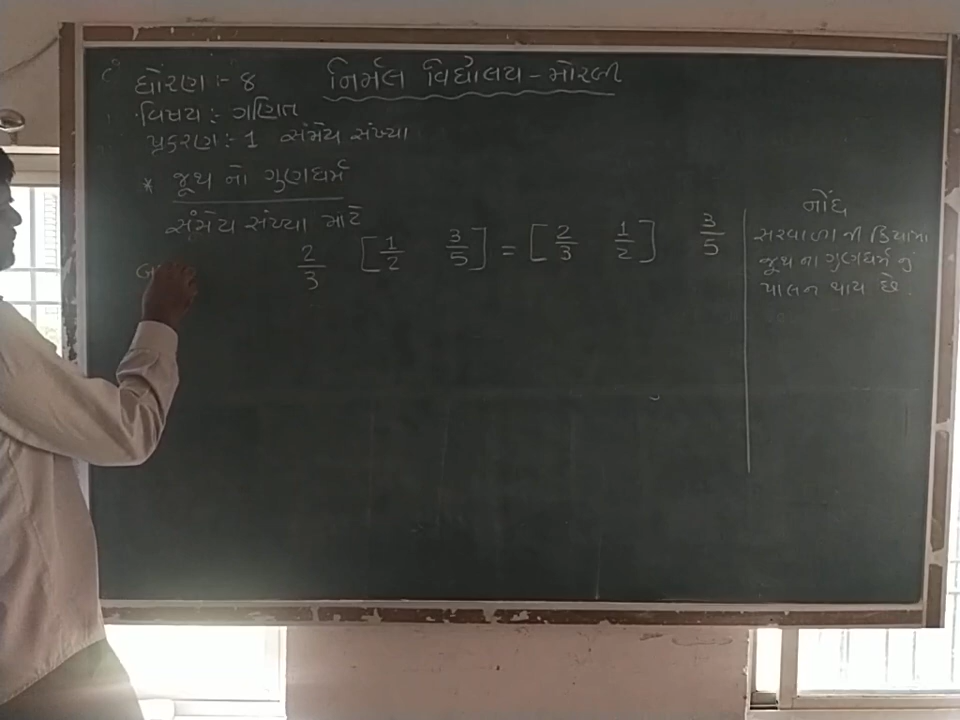 ધોરણ :- ૪ નિર્મલ વિદ્યાલય - મોરબી
વિષય : ગણિત
પ્રકરણ :- 1 સંમેય સંખ્યા
* જૂથ નો ગુણધર્મ
સંમેય સંખ્યા માટે
2/3 [1/2 3/5] = [2/3 1/2] 3/5
નોંધ
સરવાળા ની ક્રિયામાં
જૂથ ના ગુણધર્મ નું
પાલન થાય છે.